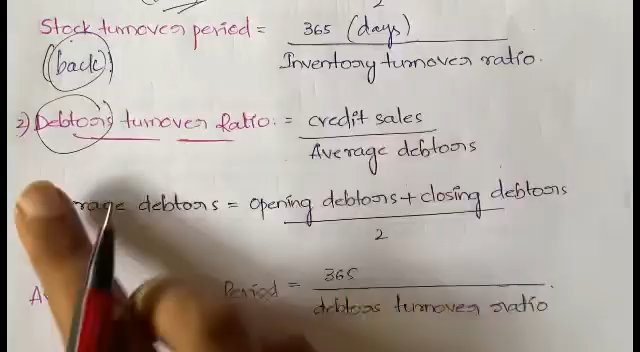 2
Stock turnover period = 365 (days)
(back) Inventory turnover ratio.
2) Debtors turnover Ratio = credit sales
Average debtors
debtors = opening debtors + closing debtors
2
Period = 365
debtors turnover ratio